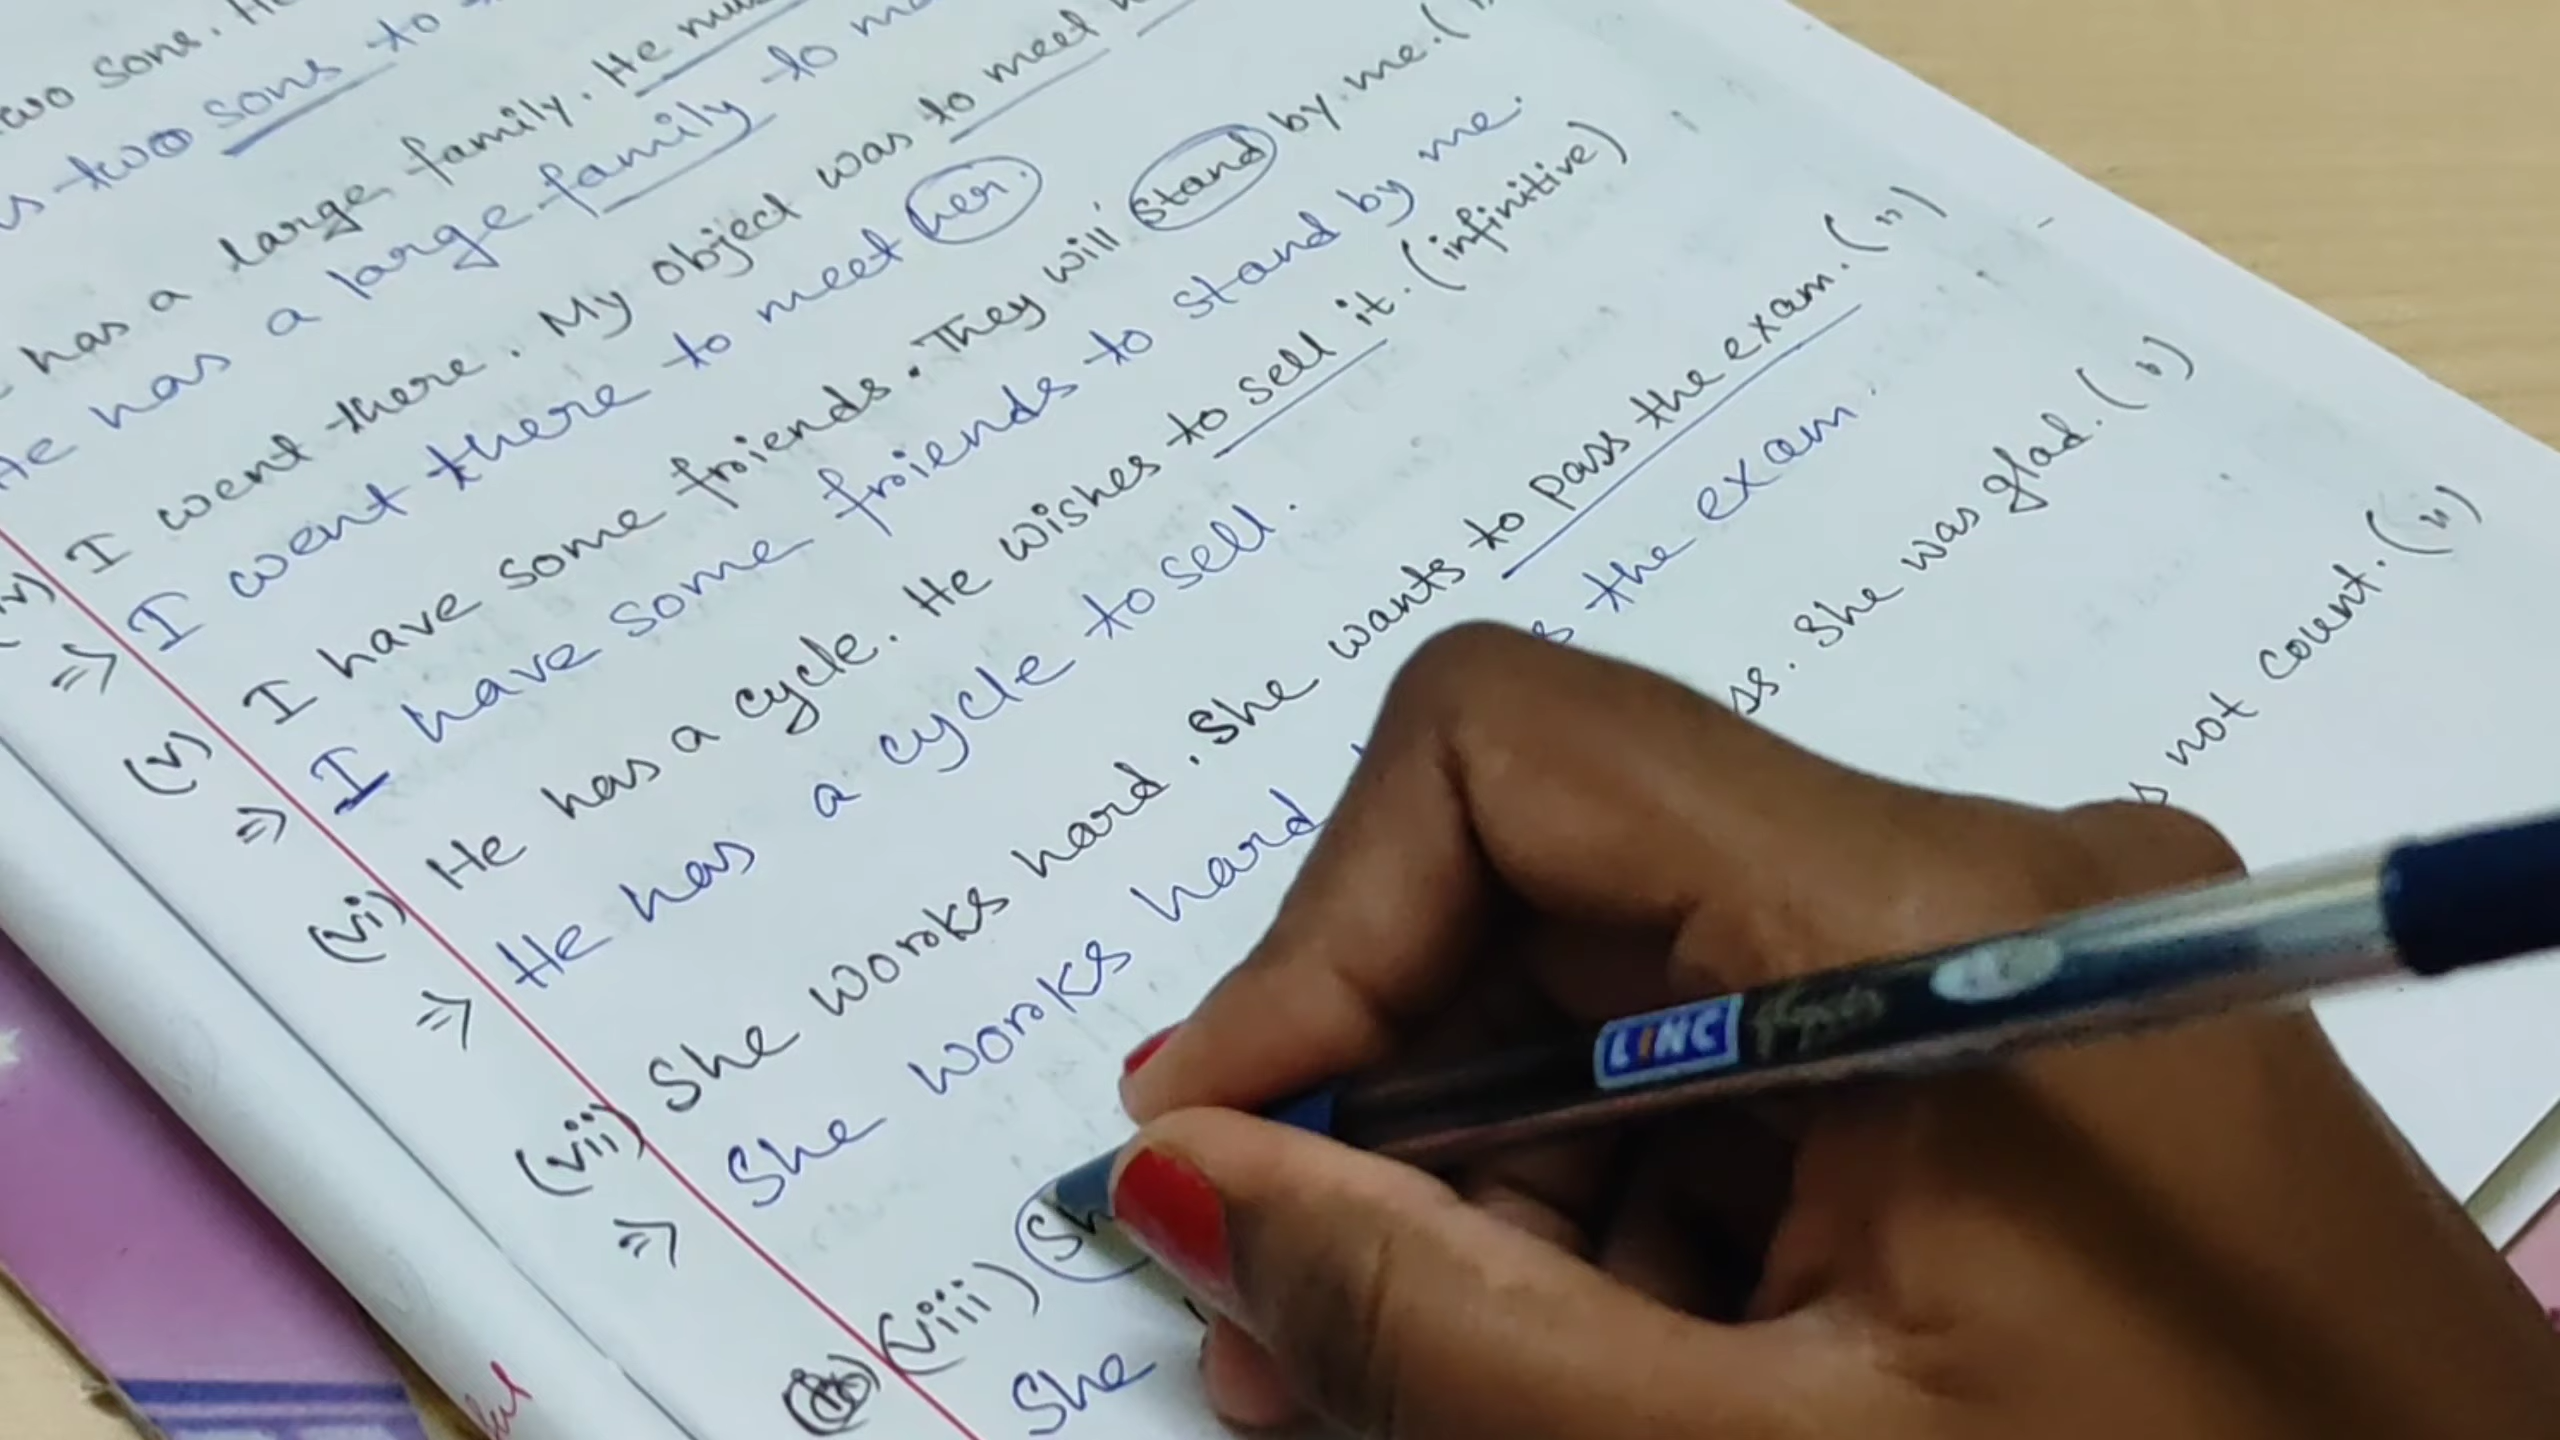 two sons. He
two sons to
has a large family. He mus
He has a large family to
(iv) I went there. My object was to meet
=> I went there to meet her.
(v) I have some friends. They will stand by me. (
=> I have some friends to stand by me.
(vi) He has a cycle. He wishes to sell it. (infinitive)
=> He has a cycle to sell.
(vii) She works hard. She wants to pass the exam. (")
=> She works hard the exam.
(viii) ss. She was glad. (")
She
not count. (")
LINC